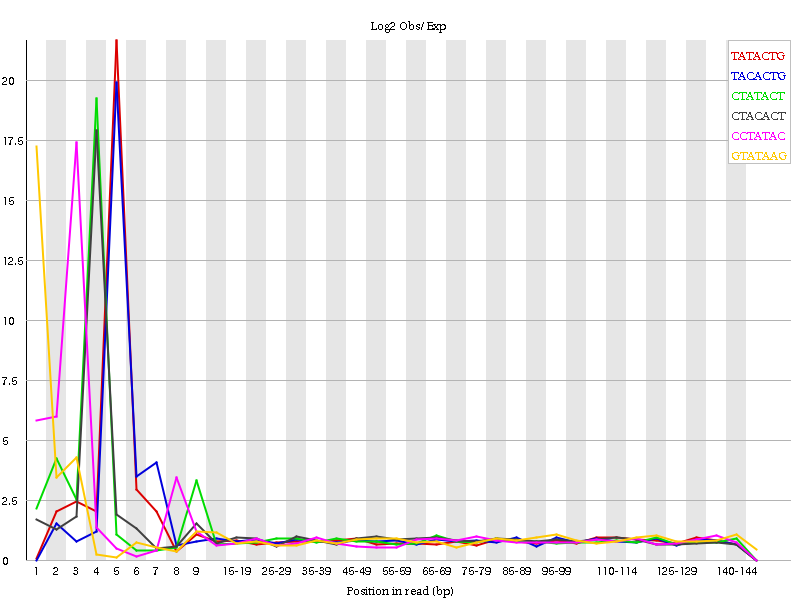 Log2 Obs/Exp
TATACTG
TACACTG
CTATACT
CTACACT
CCTATAC
GTATAAG
20
17.5
15
12.5
10
7.5
5
2.5
0
1 2 3 4 5 6 7 8 9 15-19 25-29 35-39 45-49 55-59 65-69 75-79 85-89 95-99 110-114 125-129 140-144
Position in read (bp)